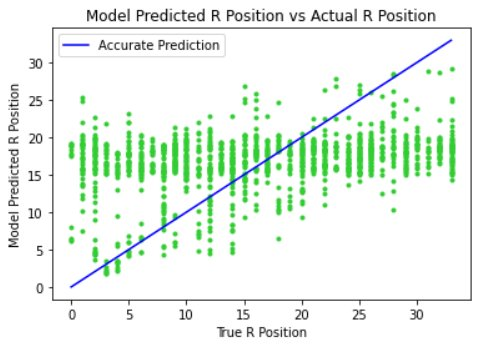 Model Predicted R Position vs Actual R Position
Accurate Prediction
Model Predicted R Position
30
25
20
15
10
5
0
0 5 10 15 20 25 30
True R Position